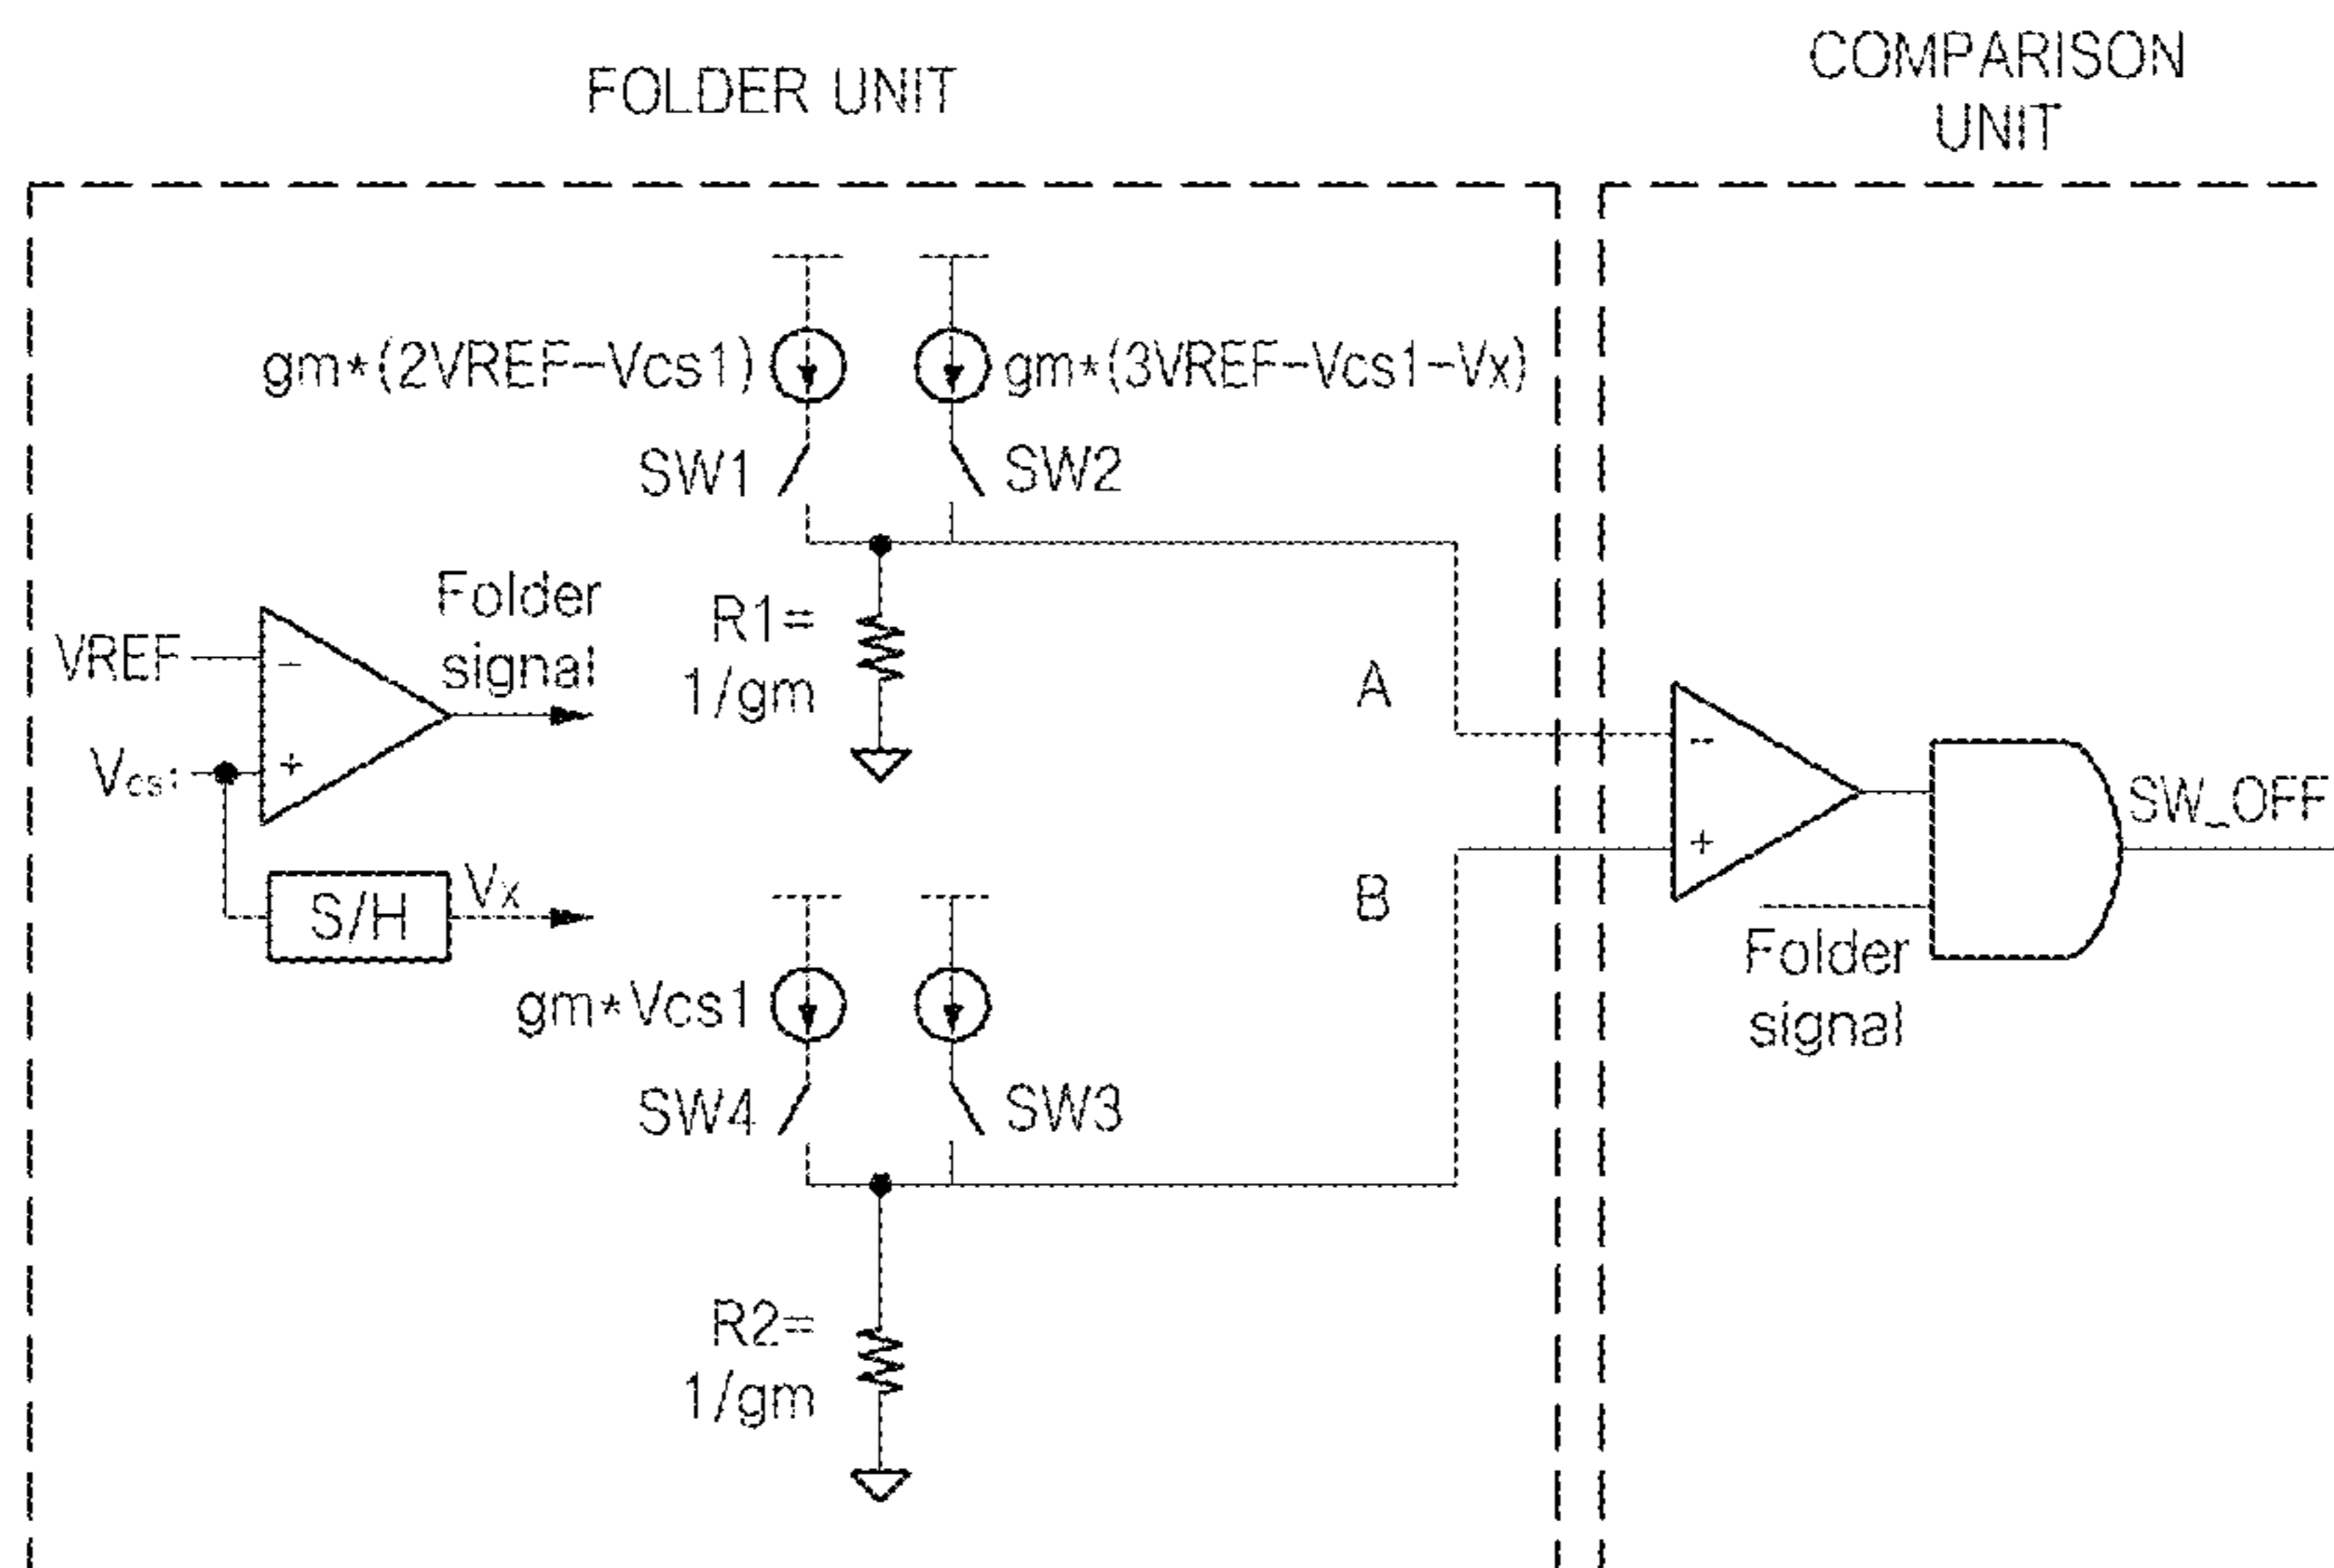 FOLDER UNIT
COMPARISON
UNIT
gm*(2VREF-Vcs1)
gm*(3VREF-Vcs1-Vx)
SW1
SW2
Folder
signal
R1=
1/gm
VREF
-
+
Vcs1
S/H
Vx
A
B
-
+
SW_OFF
Folder
signal
gm*Vcs1
SW4
SW3
R2=
1/gm